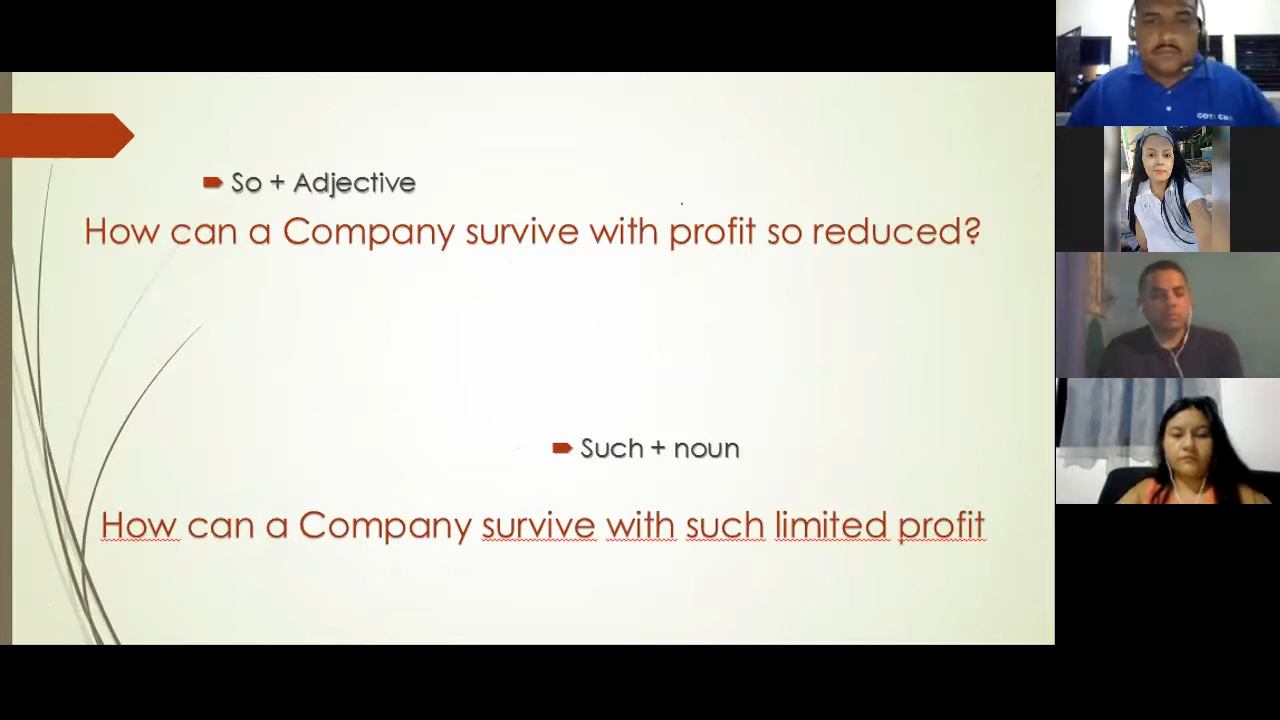 So + Adjective
How can a Company survive with profit so reduced?
Such + noun
How can a Company survive with such limited profit